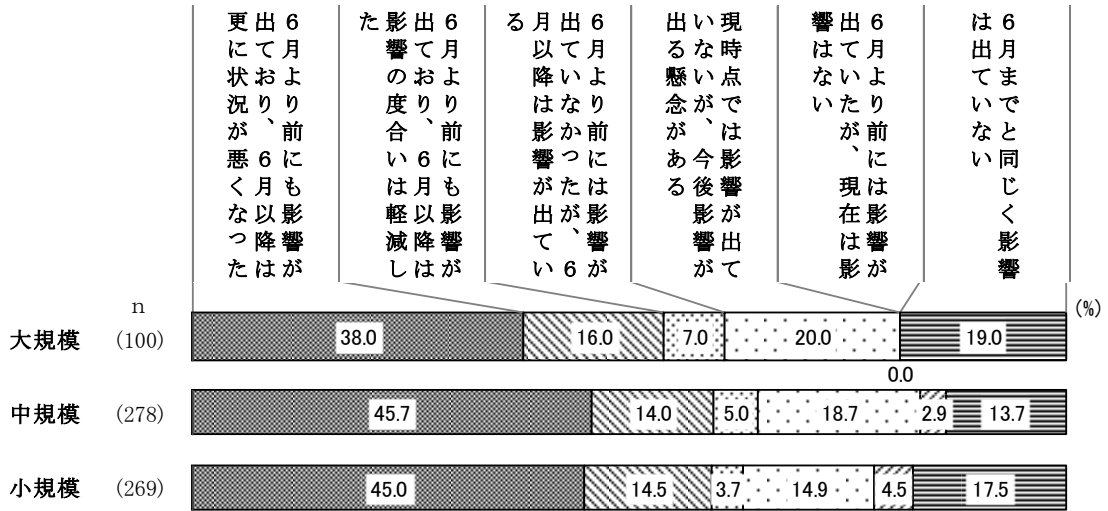 ６月より前にも影響が
出ており、６月以降は
更に状況が悪くなった
６月より前にも影響が
出ており、６月以降は
影響の度合いは軽減し
た
６月より前には影響が
出ていなかったが、６
月以降は影響が出てい
る
現時点では影響が出て
いないが、今後影響が
出る懸念がある
６月より前には影響が
出ていたが、現在は影
響はない
６月までと同じく影響
は出ていない
n
(%)
大規模 (100) 38.0 16.0 7.0 20.0 19.0
0.0
中規模 (278) 45.7 14.0 5.0 18.7 2.9 13.7
小規模 (269) 45.0 14.5 3.7 14.9 4.5 17.5